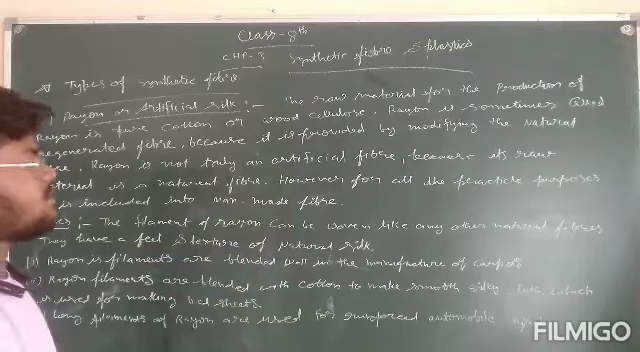 Class-8th
CHP-3 Synthetic fibre & plastics
Types of Synthetic fibre
1) Rayon or Artificial silk :- The raw material for the Production of
Rayon is pure Cotton or wood cellulose. Rayon is sometimes Called
regenerated fibre, because it is provided by modifying the Natural
Rayon is not truly an artificial fibre, because its raw
is a natural fibre. However for all the practicle purposes
is included into Man-made fibre.
:- The filament of rayon Can be woven like any other natural fibres
They have a feel & texture of Natural silk.
(i) Rayon is filaments are blended wool in the manufacture of Carpets
Rayon filaments are blended with Cotton to make smooth silky which
is used for making bed sheets.
long filaments of Rayon are used for automobile
FILMIGO